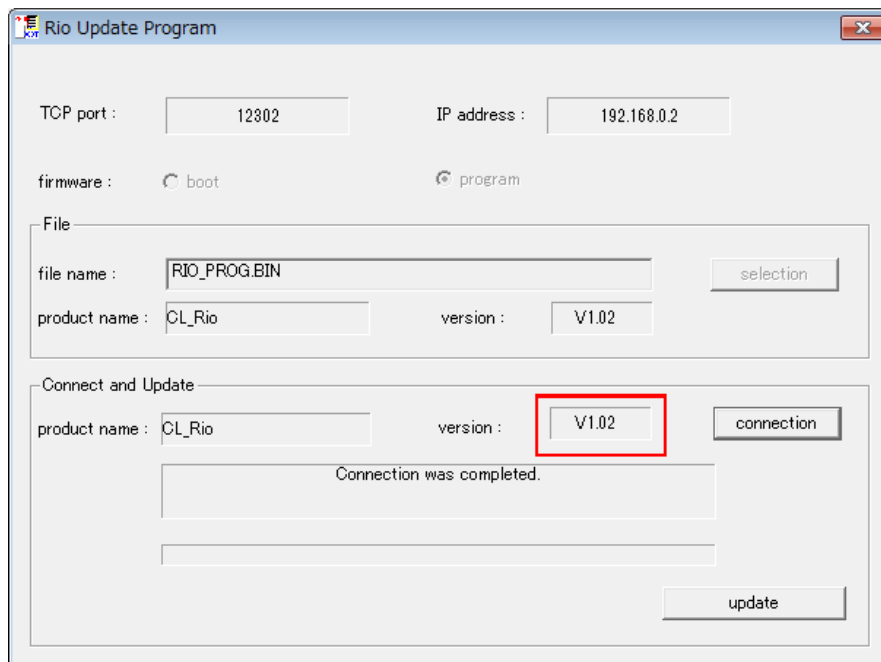 Rio Update Program
TCP port : 12302 IP address : 192.168.0.2
firmware : boot program
File
file name : RIO_PROG.BIN selection
product name : CL_Rio version : V1.02
Connect and Update
product name : CL_Rio version : V1.02 connection
Connection was completed.
update